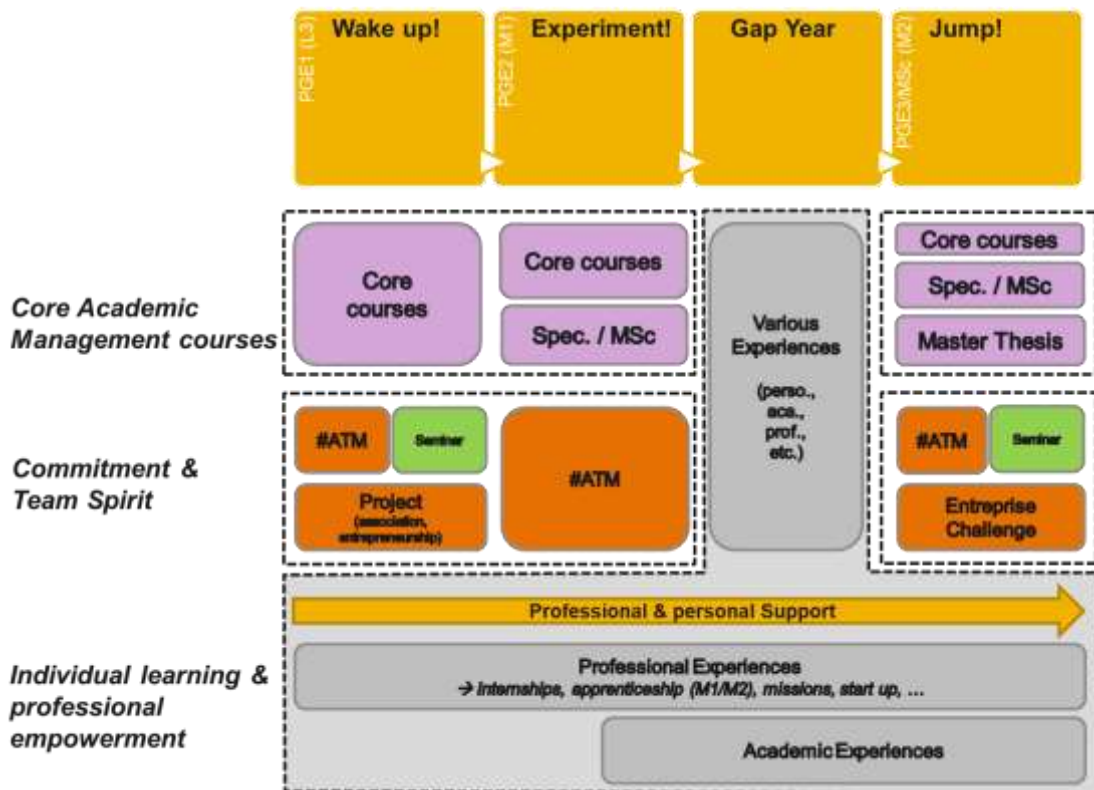 PGE1 (L3)
Wake up!
PGE2 (M1)
Experiment!
Gap Year
PGE3/MSc (M2)
Jump!
Core Academic
Management courses
Core
courses
Core courses
Spec. / MSc
Various
Experiences
(perso.,
aca.,
prof.,
etc.)
Core courses
Spec. / MSc
Master Thesis
Commitment &
Team Spirit
#ATM
Seminar
Project
(association,
entrepreneurship)
#ATM
#ATM
Seminar
Entreprise
Challenge
Individual learning &
professional
empowerment
Professional & personal Support
Professional Experiences
→ Internships, apprenticeship (M1/M2), missions, start up, …
Academic Experiences